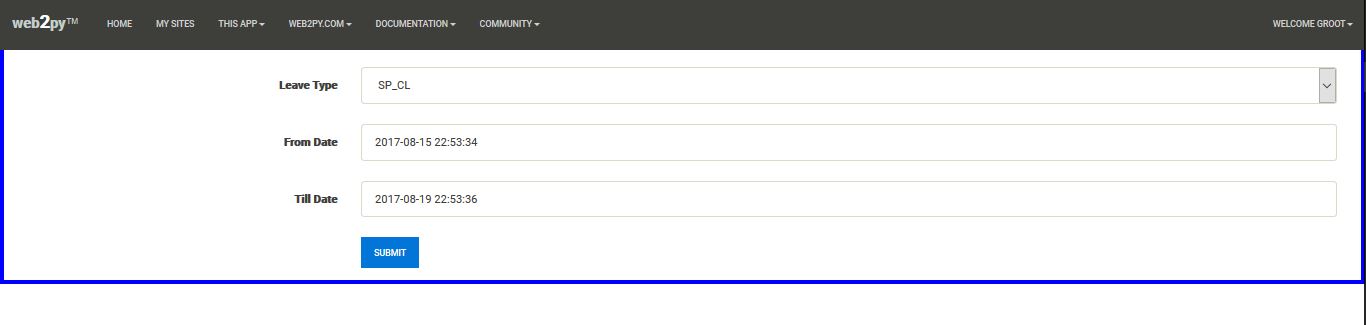 web2py™ HOME MY SITES THIS APP WEB2PY.COM DOCUMENTATION COMMUNITY WELCOME GROOT
Leave Type SP_CL
From Date 2017-08-15 22:53:34
Till Date 2017-08-19 22:53:36
SUBMIT